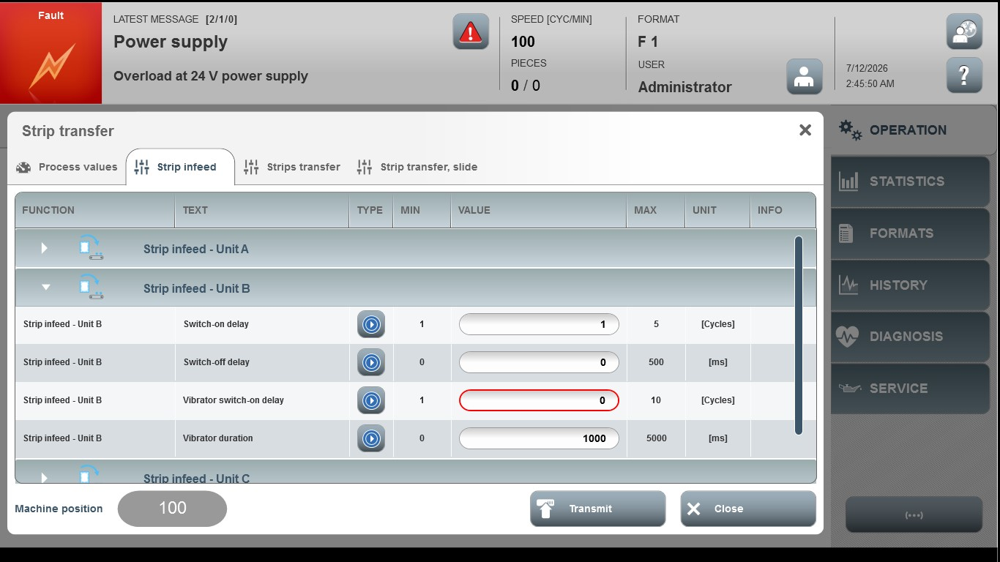 Fault
LATEST MESSAGE [2/1/0]
Power supply
Overload at 24 V power supply
SPEED [CYC/MIN]
100
PIECES
0 / 0
FORMAT
F 1
USER
Administrator
7/12/2026
2:45:50 AM
?
Strip transfer
Process values
Strip infeed
Strips transfer
Strip transfer, slide
FUNCTION TEXT TYPE MIN VALUE MAX UNIT INFO
Strip infeed - Unit A
Strip infeed - Unit B
Strip infeed - Unit B Switch-on delay 1 1 5 [Cycles]
Strip infeed - Unit B Switch-off delay 0 0 500 [ms]
Strip infeed - Unit B Vibrator switch-on delay 1 0 10 [Cycles]
Strip infeed - Unit B Vibrator duration 0 1000 5000 [ms]
Strip infeed - Unit C
Machine position 100
Transmit
Close
OPERATION
STATISTICS
FORMATS
HISTORY
DIAGNOSIS
SERVICE
(...)